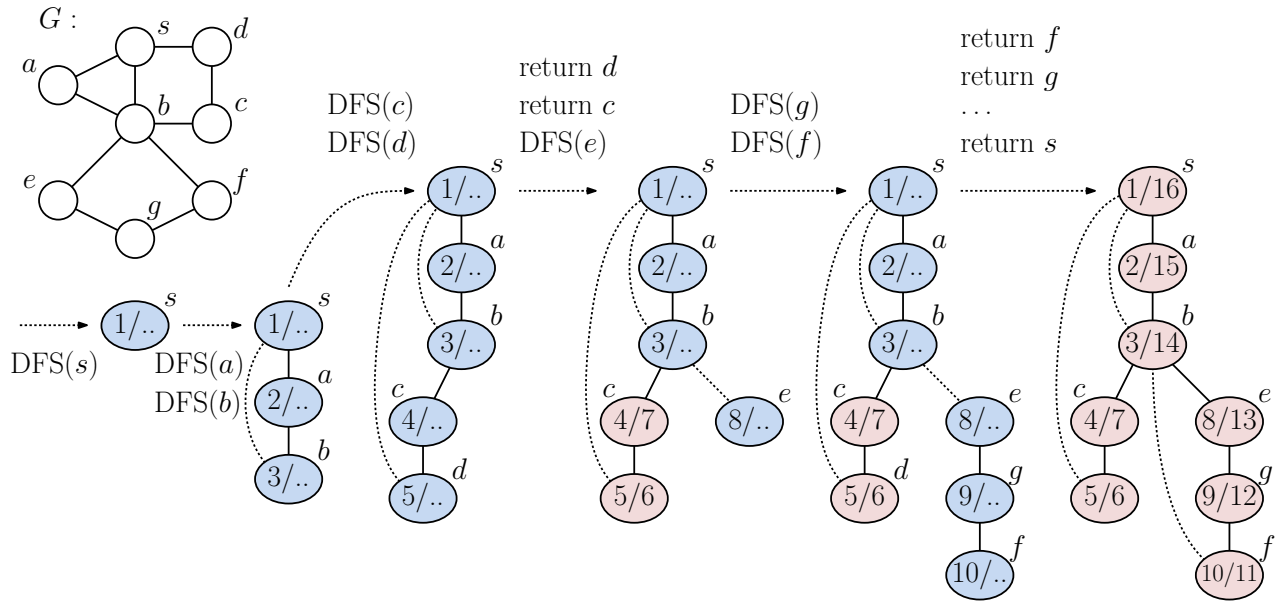 G :
s
d
a
b
c
e
f
g
DFS(s)
1/..
s
DFS(a)
DFS(b)
s
1/..
a
2/..
b
3/..
DFS(c)
DFS(d)
s
1/..
a
2/..
b
3/..
c
4/..
d
5/..
return d
return c
DFS(e)
s
1/..
a
2/..
b
3/..
c
e
4/7
8/..
5/6
DFS(g)
DFS(f)
s
1/..
a
2/..
b
3/..
c
e
4/7
8/..
d
g
5/6
9/..
f
10/..
return f
return g
...
return s
s
1/16
a
2/15
b
3/14
c
e
4/7
8/13
g
5/6
9/12
f
10/11